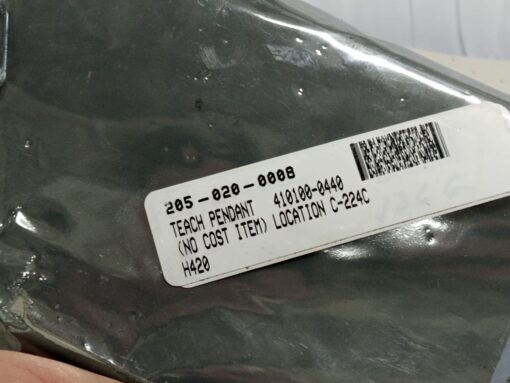 205-020-0008
TEACH PENDANT 410100-0440
(NO COST ITEM) LOCATION C-224C
H420